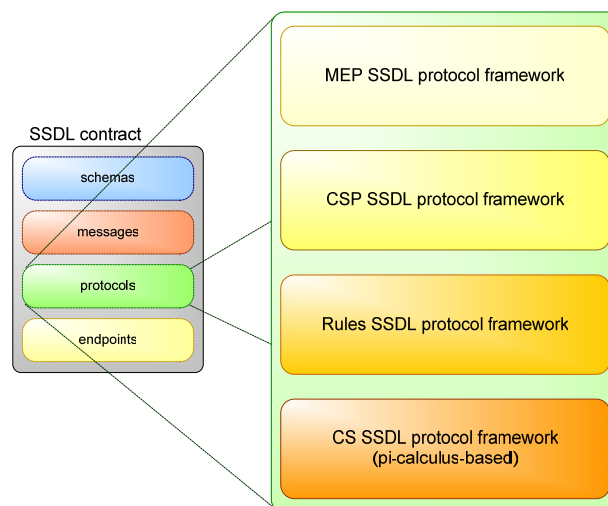 SSDL contract
schemas
messages
protocols
endpoints
MEP SSDL protocol framework
CSP SSDL protocol framework
Rules SSDL protocol framework
CS SSDL protocol framework
(pi-calculus-based)